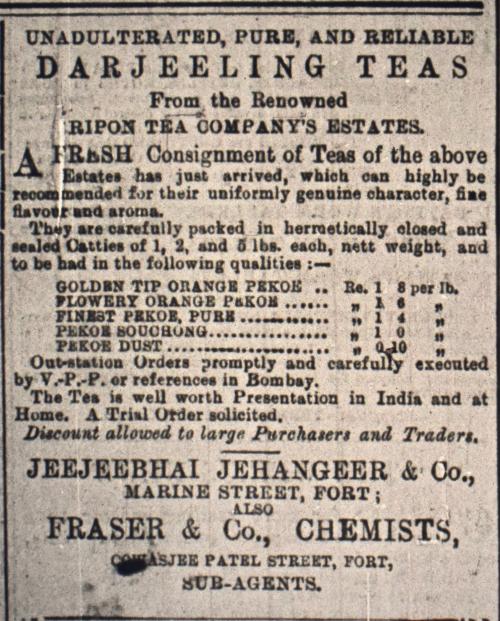 UNADULTERATED, PURE, AND RELIABLE
DARJEELING TEAS
From the Renowned
RIPON TEA COMPANY'S ESTATES.
A FRESH Consignment of Teas of the above
Estates has just arrived, which can highly be
recommended for their uniformly genuine character, fine
flavour and aroma.
They are carefully packed in hermetically closed and
sealed Catties of 1, 2, and 5 lbs. each, nett weight, and
to be had in the following qualities :—
GOLDEN TIP ORANGE PEKOE .. Re. 1 8 per lb.
FLOWERY ORANGE PEKOE ...... „ 1 6 „
FINEST PEKOE, PURE ............ „ 1 4 „
PEKOE SOUCHONG................ „ 1 0 „
PEKOE DUST ..................... „ 0 10 „
Out-station Orders promptly and carefully executed
by V.-P.-P. or references in Bombay.
The Tea is well worth Presentation in India and at
Home. A Trial Order solicited.
Discount allowed to large Purchasers and Traders.
JEEJEEBHAI JEHANGEER & Co.,
MARINE STREET, FORT ;
ALSO
FRASER & Co., CHEMISTS,
COWASJEE PATEL STREET, FORT,
SUB-AGENTS.